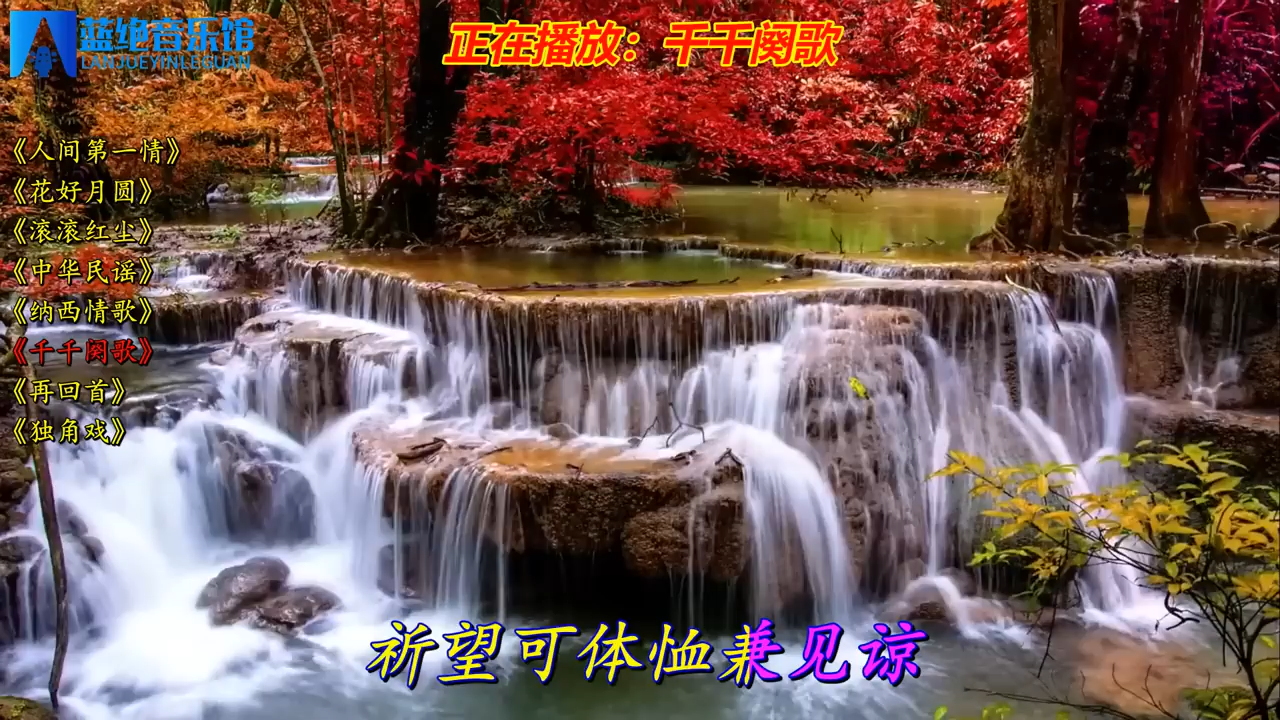 蓝绝音乐馆
LANJUEYINLEGUAN
正在播放：千千阕歌
《人间第一情》
《花好月圆》
《滚滚红尘》
《中华民谣》
《纳西情歌》
《千千阕歌》
《再回首》
《独角戏》
祈望可体恤兼见谅